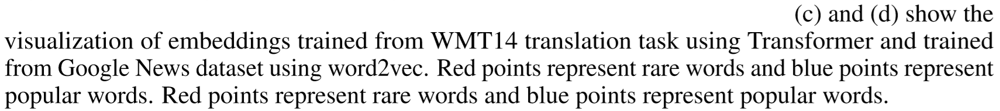 (c) and (d) show the
visualization of embeddings trained from WMT14 translation task using Transformer and trained
from Google News dataset using word2vec. Red points represent rare words and blue points represent
popular words. Red points represent rare words and blue points represent popular words.